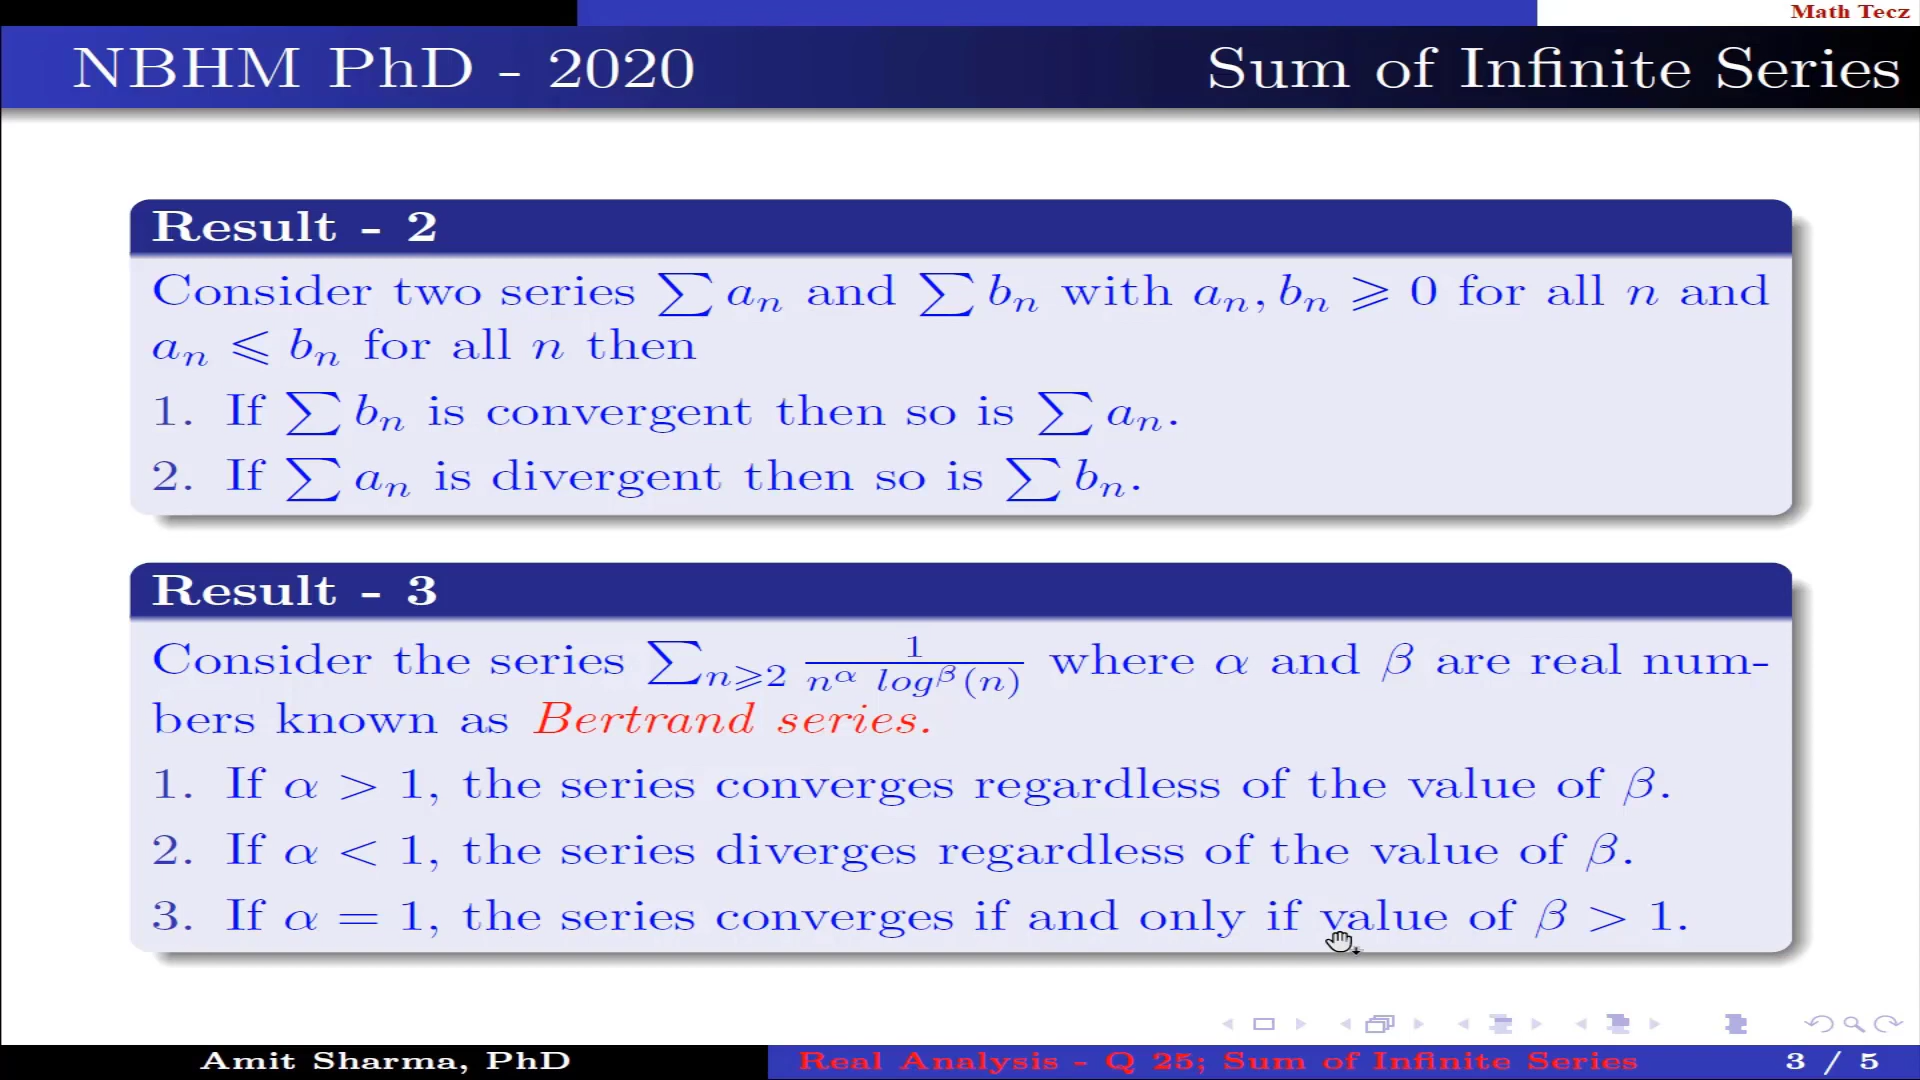 Math Tecz
NBHM PhD - 2020 Sum of Infinite Series
Result - 2
Consider two series ∑ aₙ and ∑ bₙ with aₙ, bₙ ⩾ 0 for all n and
aₙ ⩽ bₙ for all n then
1. If ∑ bₙ is convergent then so is ∑ aₙ.
2. If ∑ aₙ is divergent then so is ∑ bₙ.
Result - 3
Consider the series ∑_{n⩾2} 1/(n^α log^β(n)) where α and β are real num-
bers known as Bertrand series.
1. If α > 1, the series converges regardless of the value of β.
2. If α < 1, the series diverges regardless of the value of β.
3. If α = 1, the series converges if and only if value of β > 1.
Amit Sharma, PhD Real Analysis - Q 25; Sum of Infinite Series 3 / 5